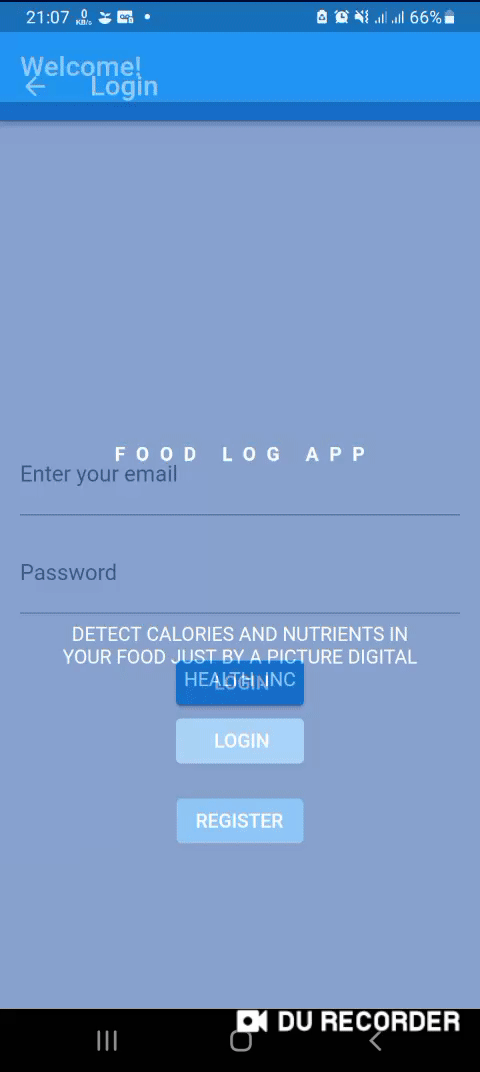 21:07 0 KB/s 66%
Welcome!
Login
FOOD LOG APP
Enter your email
Password
DETECT CALORIES AND NUTRIENTS IN
YOUR FOOD JUST BY A PICTURE DIGITAL
HEALTH, INC
LOGIN
LOGIN
REGISTER
DU RECORDER